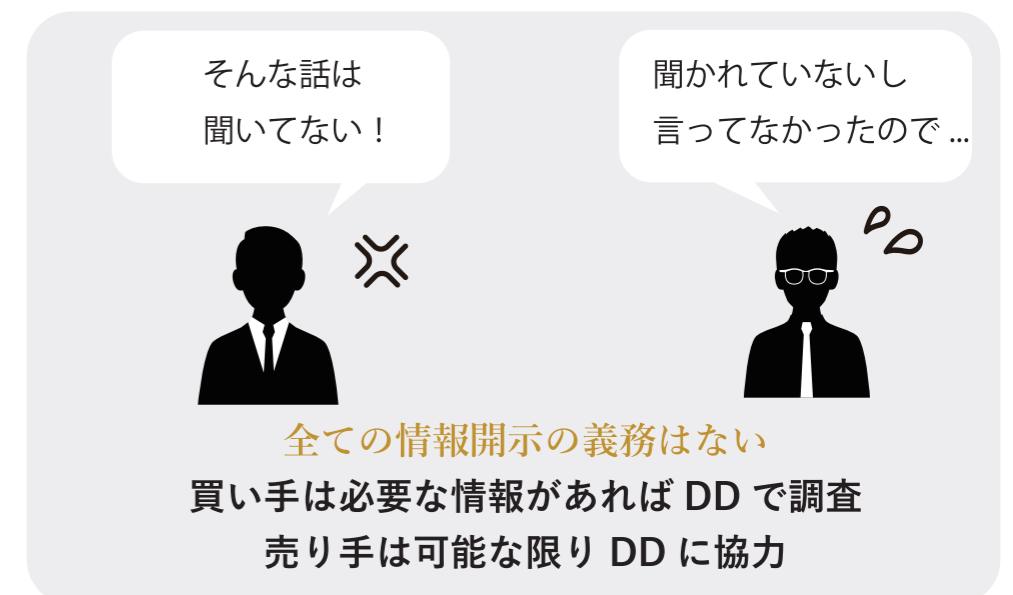 そんな話は
聞いてない！
聞かれていないし
言ってなかったので ...
全ての情報開示の義務はない
買い手は必要な情報があれば DD で調査
売り手は可能な限り DD に協力